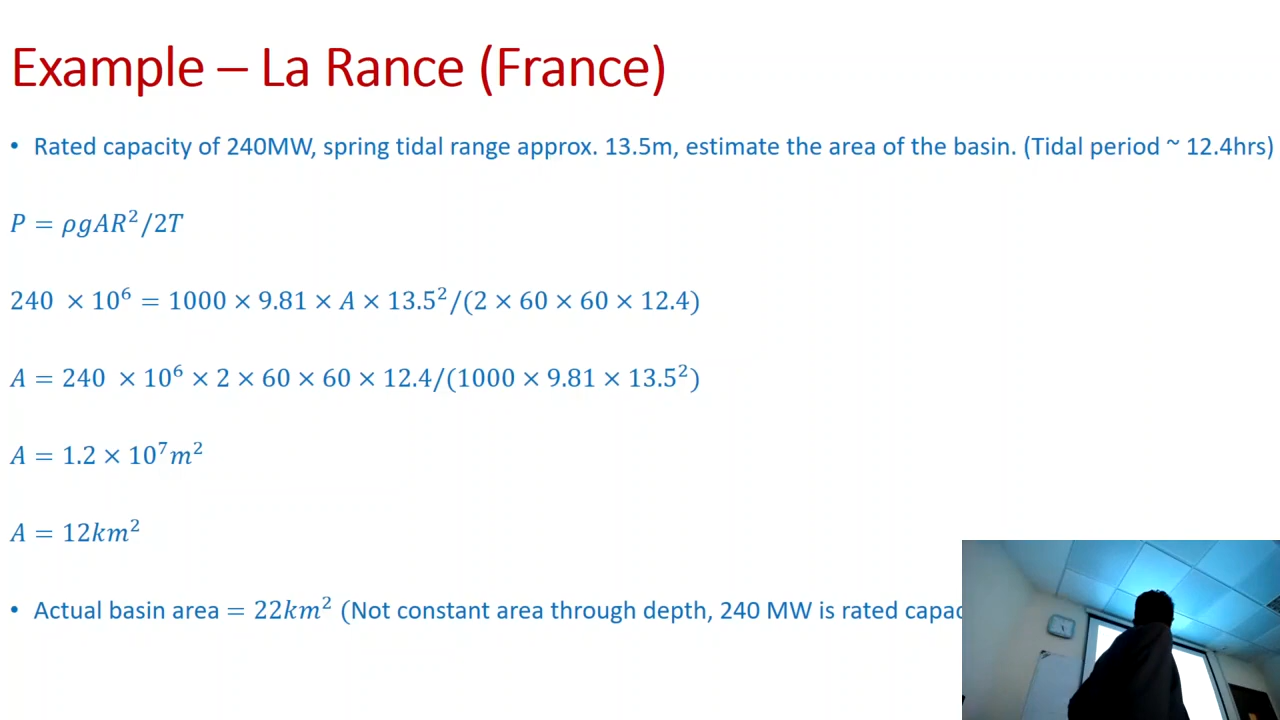 Example – La Rance (France)
• Rated capacity of 240MW, spring tidal range approx. 13.5m, estimate the area of the basin. (Tidal period ~ 12.4hrs)
P = ρgAR²/2T
240 × 10⁶ = 1000 × 9.81 × A × 13.5²/(2 × 60 × 60 × 12.4)
A = 240 × 10⁶ × 2 × 60 × 60 × 12.4/(1000 × 9.81 × 13.5²)
A = 1.2 × 10⁷m²
A = 12km²
• Actual basin area = 22km² (Not constant area through depth, 240 MW is rated